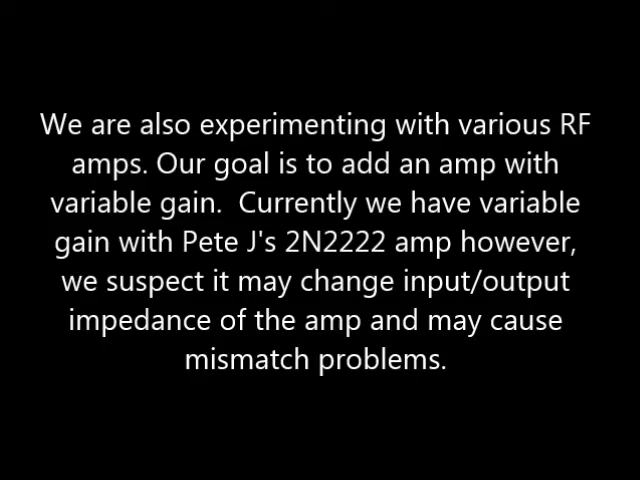 We are also experimenting with various RF
amps. Our goal is to add an amp with
variable gain.  Currently we have variable
gain with Pete J's 2N2222 amp however,
we suspect it may change input/output
impedance of the amp and may cause
mismatch problems.